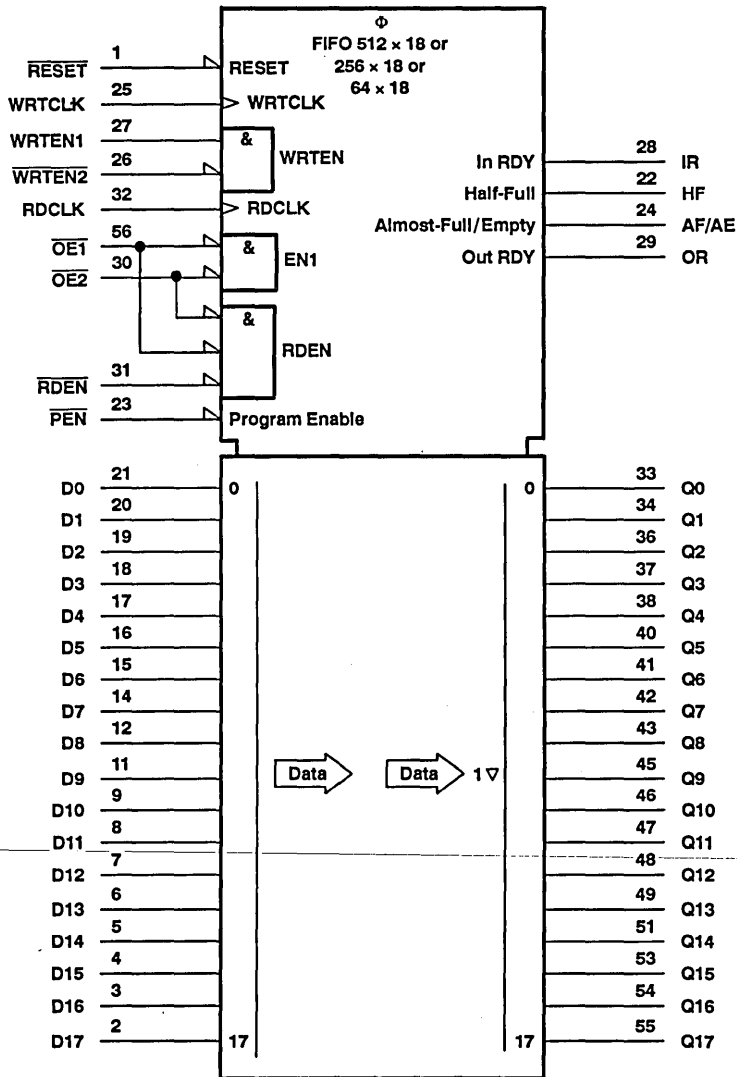 Φ
FIFO 512 × 18 or
256 × 18 or
64 × 18
RESET 1 RESET
WRTCLK 25 WRTCLK
WRTEN1 27 & WRTEN
WRTEN2 26
RDCLK 32 RDCLK
OE1 56 & EN1
OE2 30
& RDEN
RDEN 31
PEN 23 Program Enable
In RDY 28 IR
Half-Full 22 HF
Almost-Full/Empty 24 AF/AE
Out RDY 29 OR
D0 21 0 0 33 Q0
D1 20 34 Q1
D2 19 36 Q2
D3 18 37 Q3
D4 17 38 Q4
D5 16 40 Q5
D6 15 41 Q6
D7 14 42 Q7
D8 12 43 Q8
D9 11 Data Data 1 ▽ 45 Q9
D10 9 46 Q10
D11 8 47 Q11
D12 7 48 Q12
D13 6 49 Q13
D14 5 51 Q14
D15 4 53 Q15
D16 3 54 Q16
D17 2 17 17 55 Q17